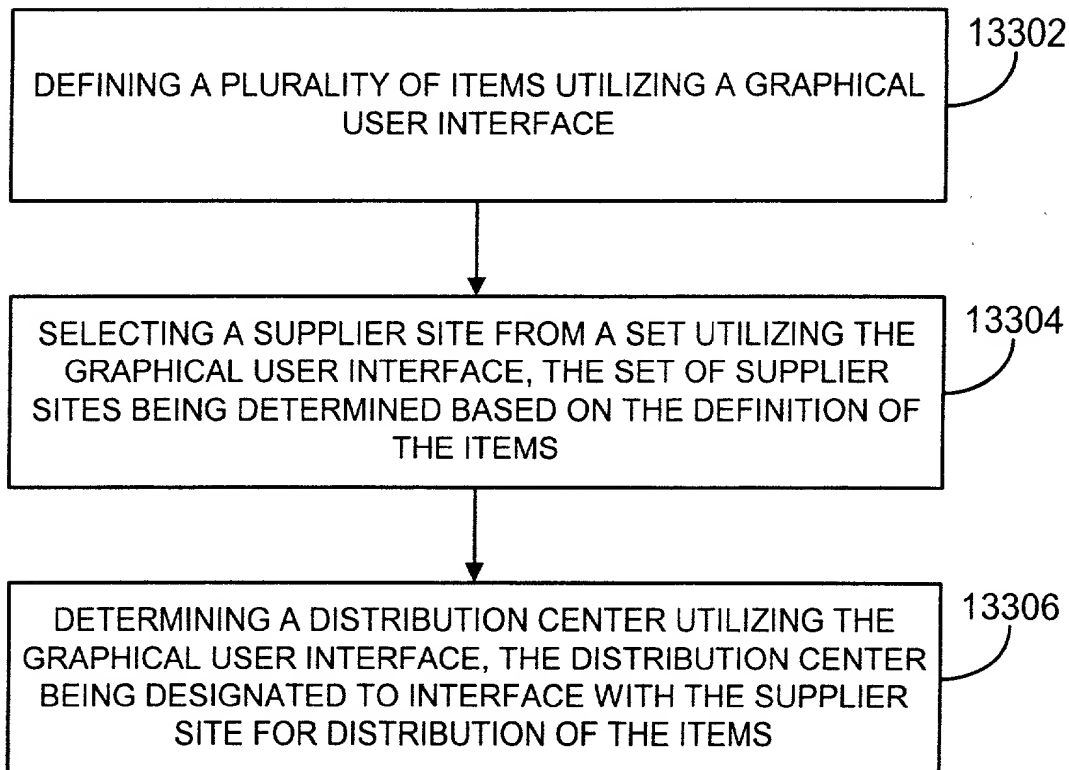 13302
DEFINING A PLURALITY OF ITEMS UTILIZING A GRAPHICAL
USER INTERFACE
13304
SELECTING A SUPPLIER SITE FROM A SET UTILIZING THE
GRAPHICAL USER INTERFACE, THE SET OF SUPPLIER
SITES BEING DETERMINED BASED ON THE DEFINITION OF
THE ITEMS
13306
DETERMINING A DISTRIBUTION CENTER UTILIZING THE
GRAPHICAL USER INTERFACE, THE DISTRIBUTION CENTER
BEING DESIGNATED TO INTERFACE WITH THE SUPPLIER
SITE FOR DISTRIBUTION OF THE ITEMS